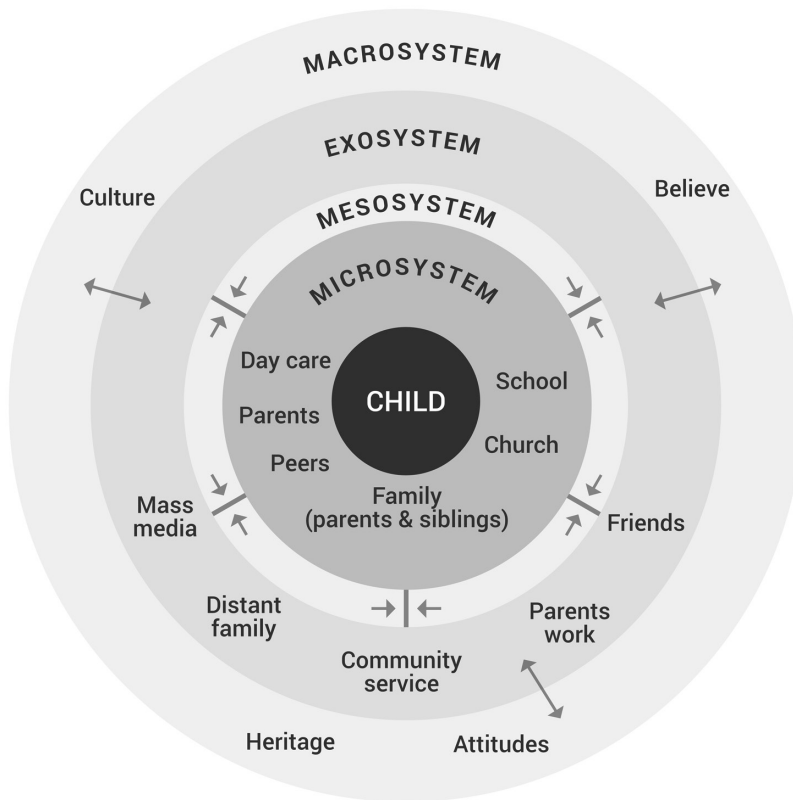 MACROSYSTEM
EXOSYSTEM
Culture
Believe
MESOSYSTEM
MICROSYSTEM
Day care
School
CHILD
Parents
Church
Peers
Family
(parents & siblings)
Mass
media
Friends
Distant
family
Parents
work
Community
service
Heritage
Attitudes